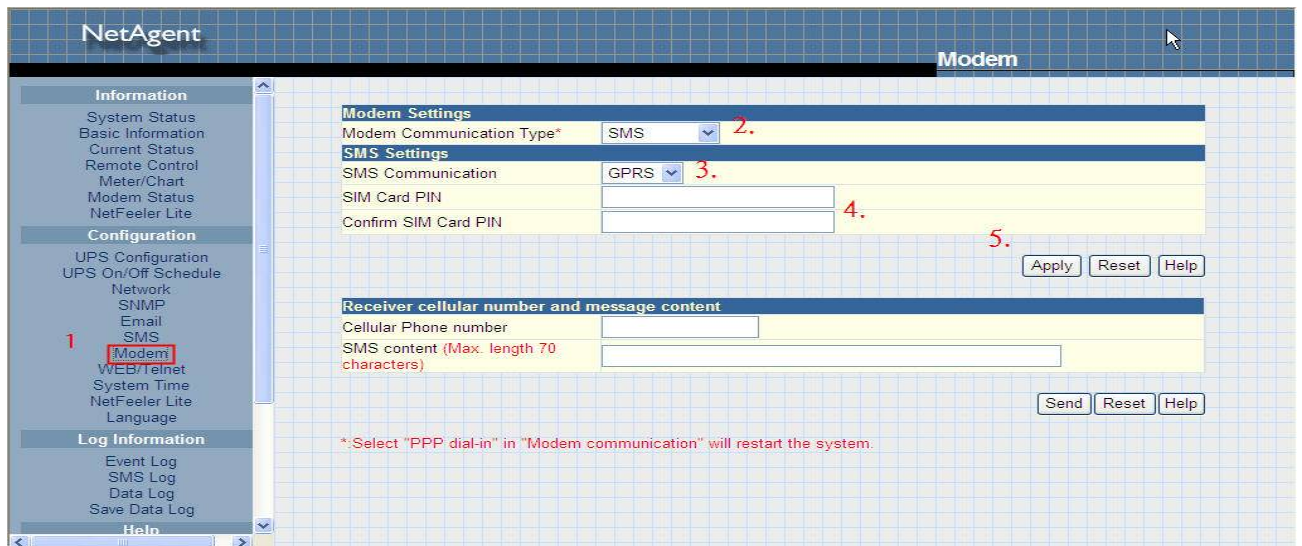 NetAgent
Modem
Information
System Status
Basic Information
Current Status
Remote Control
Meter/Chart
Modem Status
NetFeeler Lite
Configuration
UPS Configuration
UPS On/Off Schedule
Network
SNMP
Email
SMS
1
Modem
WEB/Telnet
System Time
NetFeeler Lite
Language
Log Information
Event Log
SMS Log
Data Log
Save Data Log
Help
Modem Settings
Modem Communication Type* SMS 2.
SMS Settings
SMS Communication GPRS 3.
SIM Card PIN
4.
Confirm SIM Card PIN
5.
Apply Reset Help
Receiver cellular number and message content
Cellular Phone number
SMS content (Max. length 70
characters)
Send Reset Help
*:Select "PPP dial-in" in "Modem communication" will restart the system.